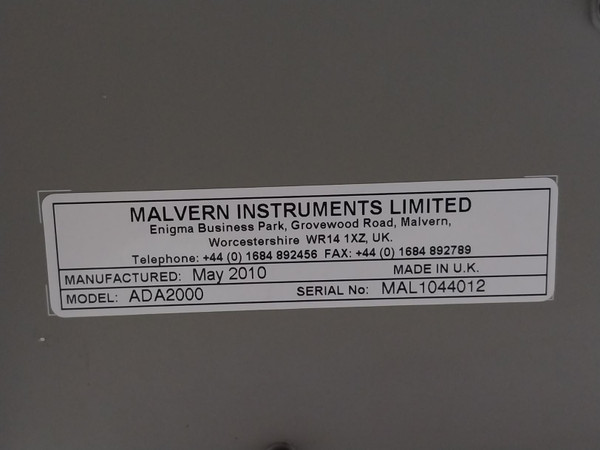 MALVERN INSTRUMENTS LIMITED
Enigma Business Park, Grovewood Road, Malvern,
Worcestershire WR14 1XZ, UK.
Telephone: +44 (0) 1684 892456 FAX: +44 (0) 1684 892789
MANUFACTURED: May 2010 MADE IN U.K.
MODEL: ADA2000 SERIAL No: MAL1044012